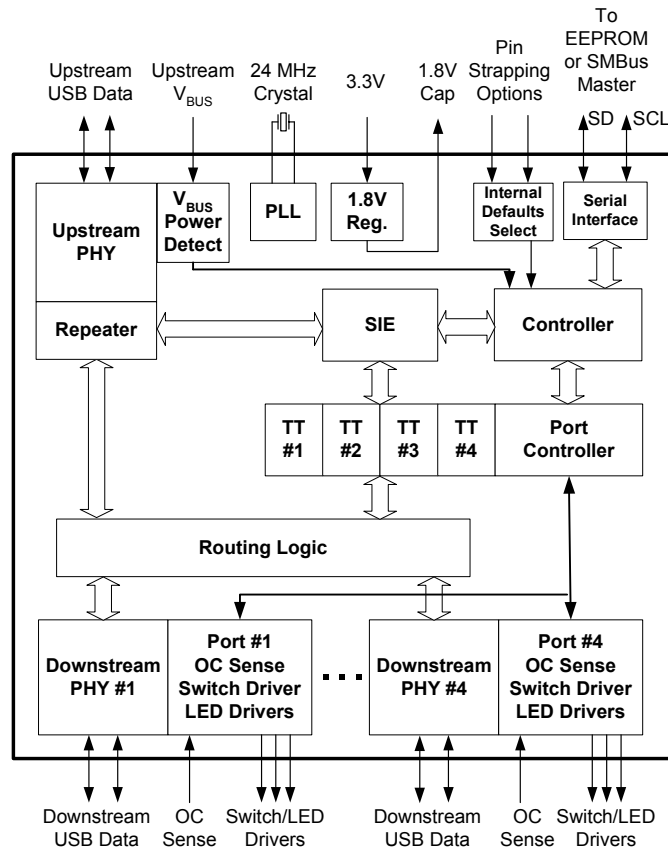 Upstream
USB Data
Upstream
VBUS
24 MHz
Crystal
3.3V
1.8V
Cap
Pin
Strapping
Options
To
EEPROM
or SMBus
Master
SD
SCL
Upstream
PHY
VBUS
Power
Detect
PLL
1.8V
Reg.
Internal
Defaults
Select
Serial
Interface
Repeater
SIE
Controller
TT
#1
TT
#2
TT
#3
TT
#4
Port
Controller
Routing Logic
Downstream
PHY #1
Port #1
OC Sense
Switch Driver
LED Drivers
. . . .
Downstream
PHY #4
Port #4
OC Sense
Switch Driver
LED Drivers
Downstream
USB Data
OC
Sense
Switch/LED
Drivers
Downstream
USB Data
OC
Sense
Switch/LED
Drivers